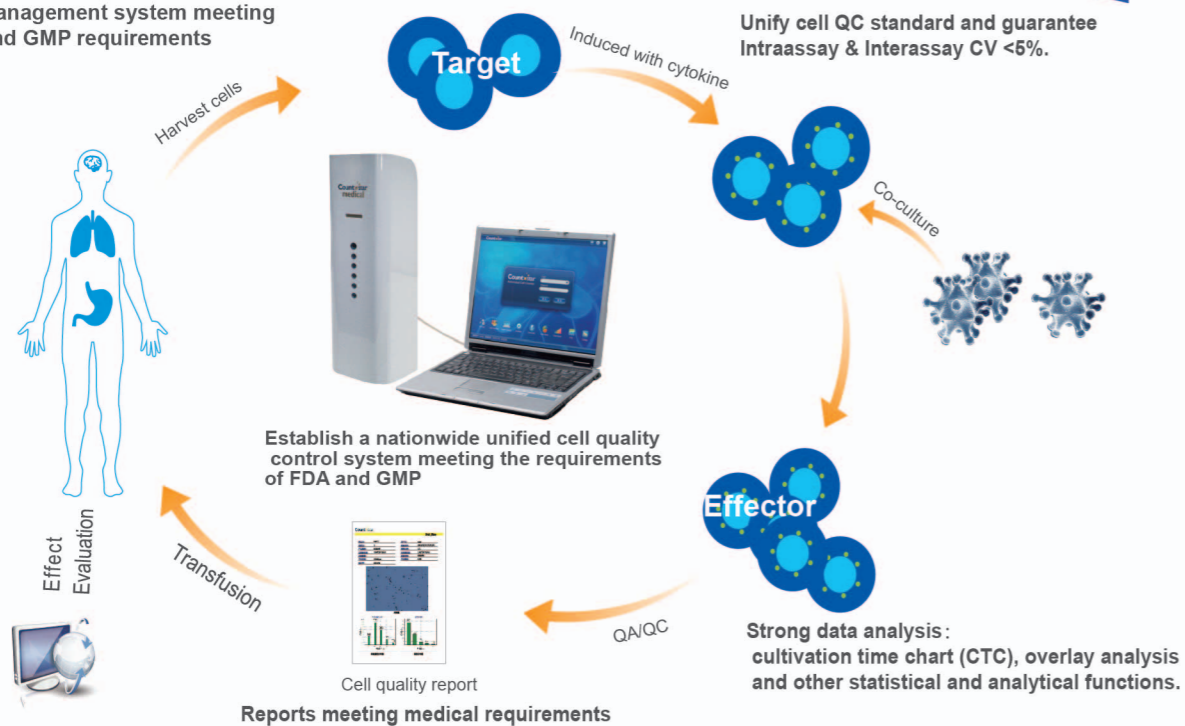 anagement system meeting
nd GMP requirements
Unify cell QC standard and guarantee
Intraassay & Interassay CV <5%.
Target
Induced with cytokine
Harvest cells
Co-culture
Countstar
medical
Countstar
Establish a nationwide unified cell quality
control system meeting the requirements
of FDA and GMP
Effector
Effect
Evaluation
Transfusion
QA/QC
Cell quality report
Reports meeting medical requirements
Strong data analysis:
cultivation time chart (CTC), overlay analysis
and other statistical and analytical functions.